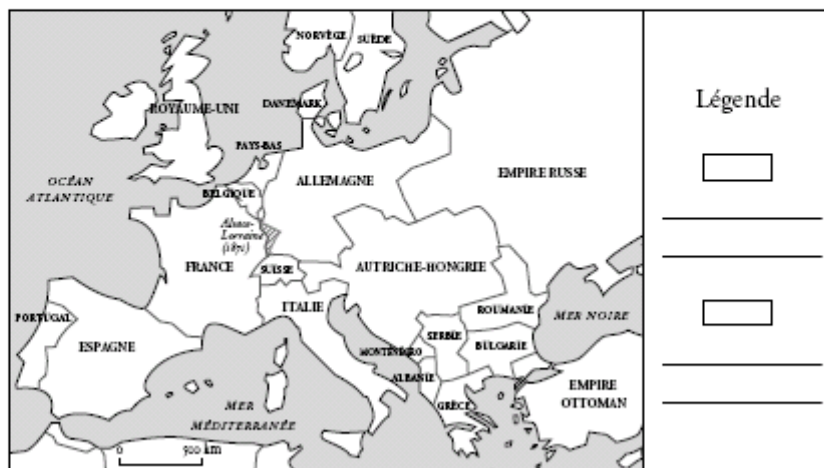 NORVÈGE
SUÈDE
ROYAUME-UNI
DANEMARK
PAYS-BAS
OCÉAN
ATLANTIQUE
BELGIQUE
ALLEMAGNE
EMPIRE RUSSE
Alsace-
Lorraine
(1871)
FRANCE
SUISSE
AUTRICHE-HONGRIE
ITALIE
ROUMANIE
MER NOIRE
PORTUGAL
ESPAGNE
SERBIE
BULGARIE
MONTÉNÉGRO
ALBANIE
GRÈCE
EMPIRE
OTTOMAN
MER
MÉDITERRANÉE
0
500 km
Légende